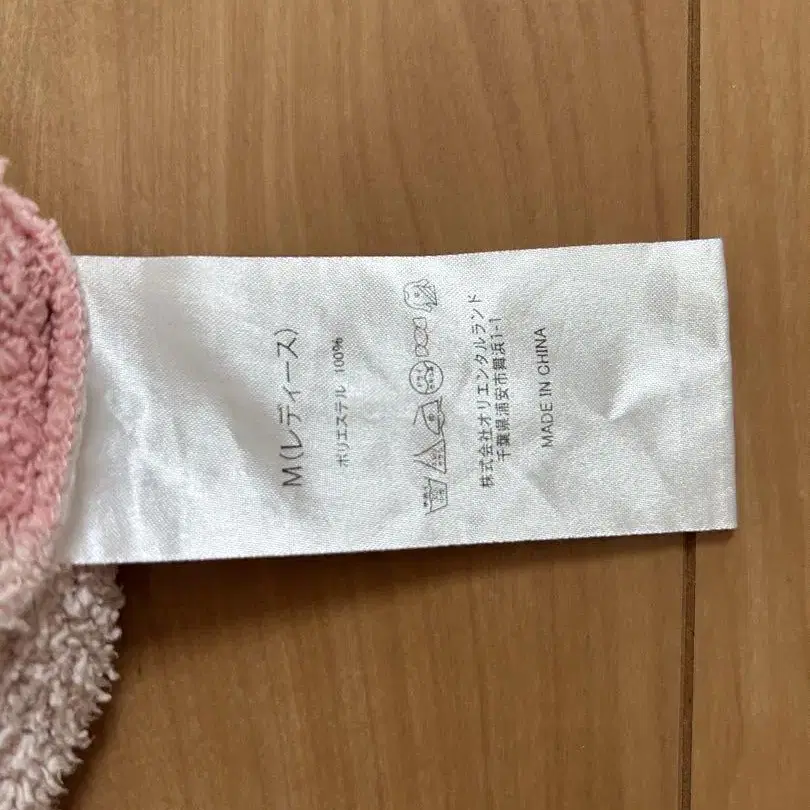 M(レディース)
ポリエステル 100%
株式会社オリエンタルランド
千葉県浦安市舞浜1-1
MADE IN CHINA